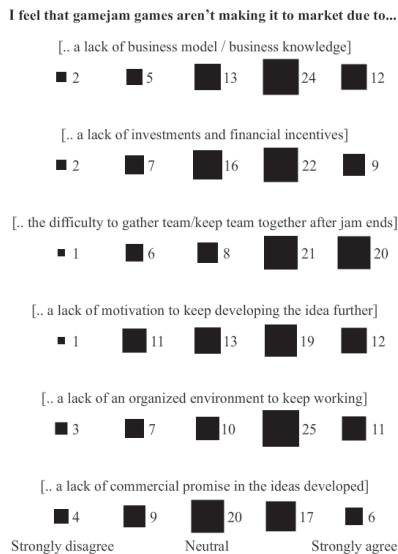 I feel that gamejam games aren’t making it to market due to...
[.. a lack of business model / business knowledge]
2 5 13 24 12
[.. a lack of investments and financial incentives]
2 7 16 22 9
[.. the difficulty to gather team/keep team together after jam ends]
1 6 8 21 20
[.. a lack of motivation to keep developing the idea further]
1 11 13 19 12
[.. a lack of an organized environment to keep working]
3 7 10 25 11
[.. a lack of commercial promise in the ideas developed]
4 9 20 17 6
Strongly disagree Neutral Strongly agree